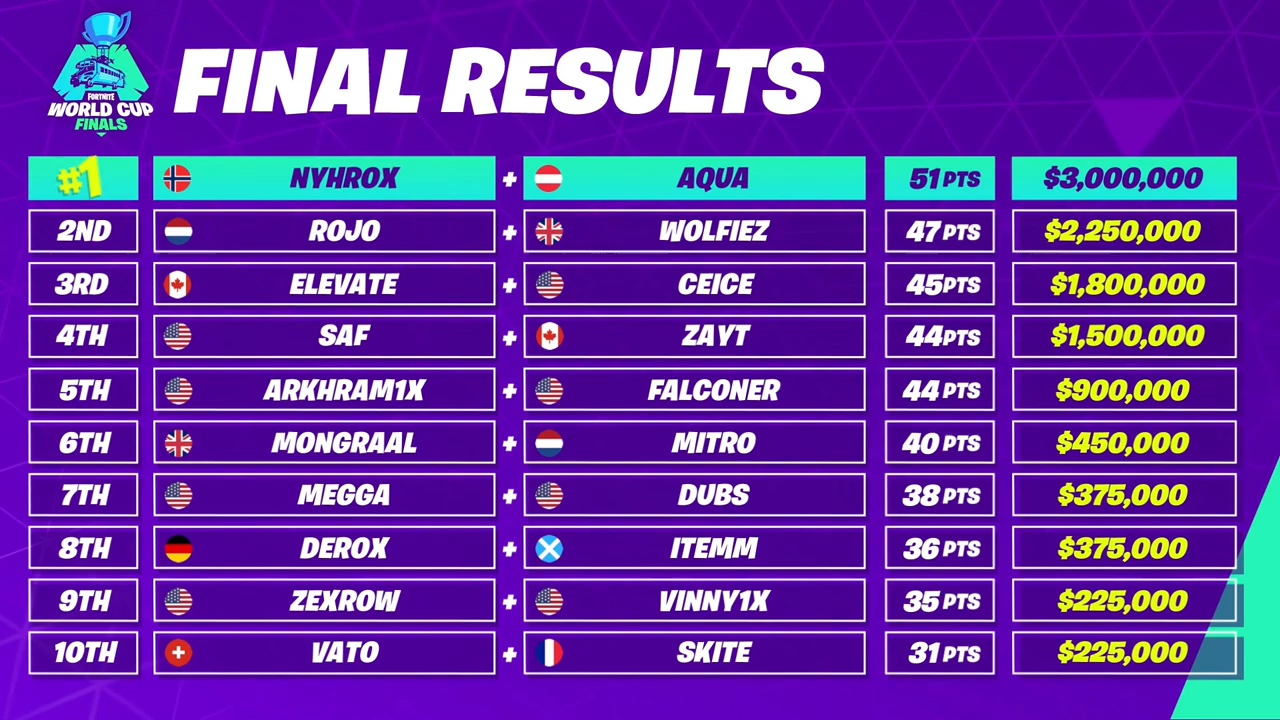 FORTNITE
WORLD CUP
FINALS
FINAL RESULTS
#1 NYHROX + AQUA 51 PTS $3,000,000
2ND ROJO + WOLFIEZ 47 PTS $2,250,000
3RD ELEVATE + CEICE 45PTS $1,800,000
4TH SAF + ZAYT 44PTS $1,500,000
5TH ARKHRAM1X + FALCONER 44 PTS $900,000
6TH MONGRAAL + MITRO 40 PTS $450,000
7TH MEGGA + DUBS 38 PTS $375,000
8TH DEROX + ITEMM 36 PTS $375,000
9TH ZEXROW + VINNY1X 35 PTS $225,000
10TH VATO + SKITE 31 PTS $225,000